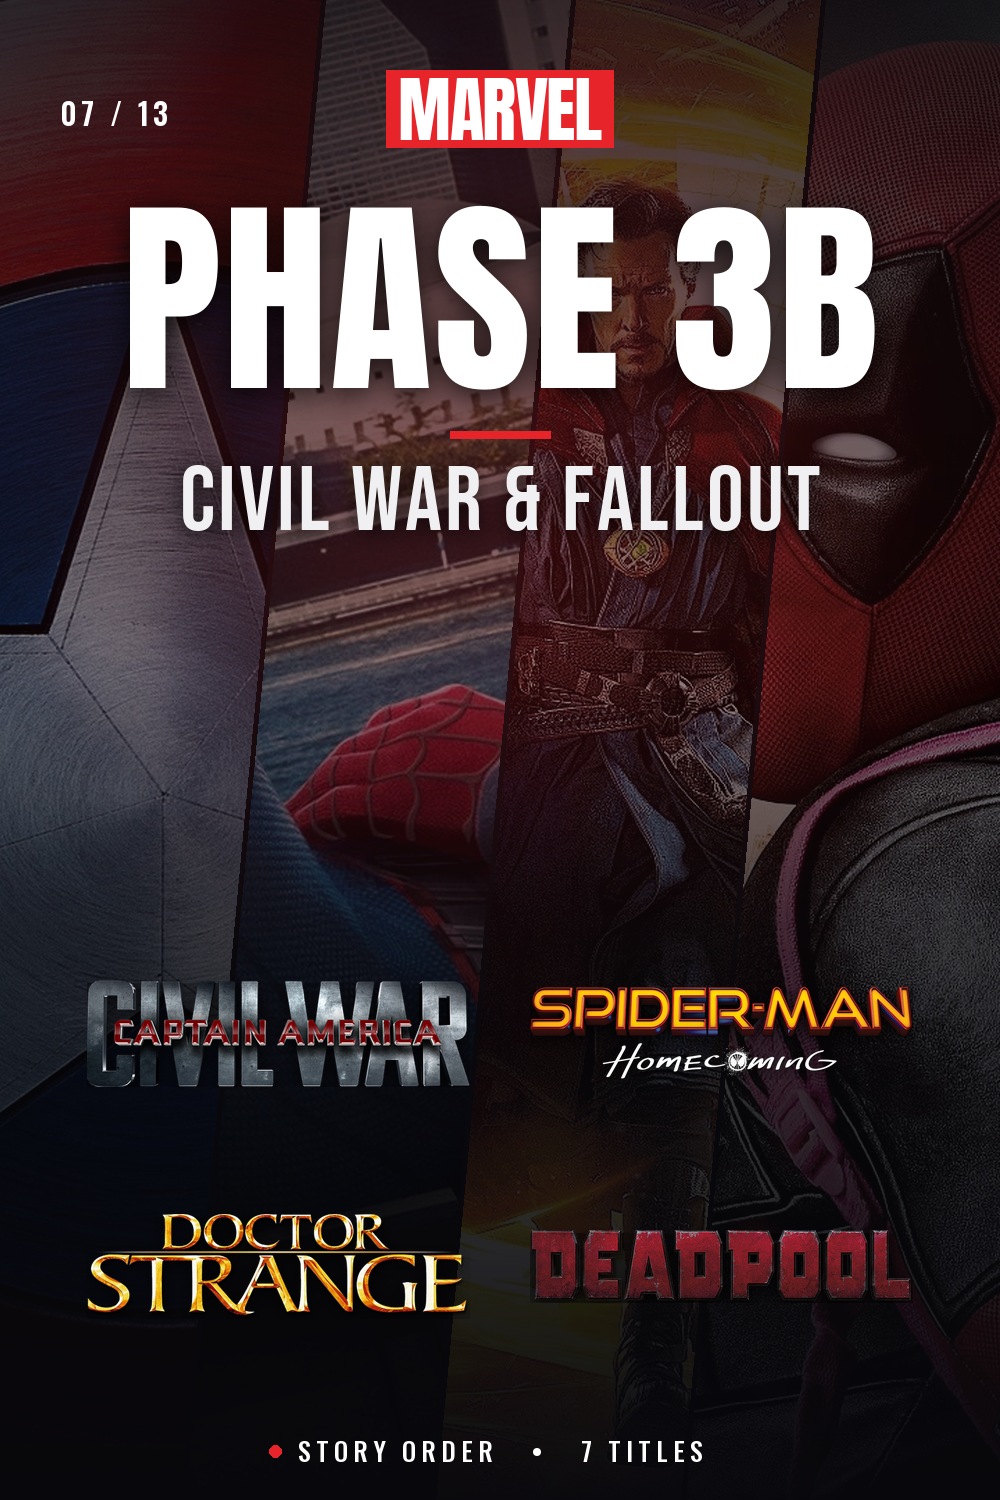 07 / 13
MARVEL
PHASE 3B
CIVIL WAR & FALLOUT
CIVIL WAR
CAPTAIN AMERICA
SPIDER-MAN
HOMECOMING
DOCTOR
STRANGE
DEADPOOL
STORY ORDER • 7 TITLES